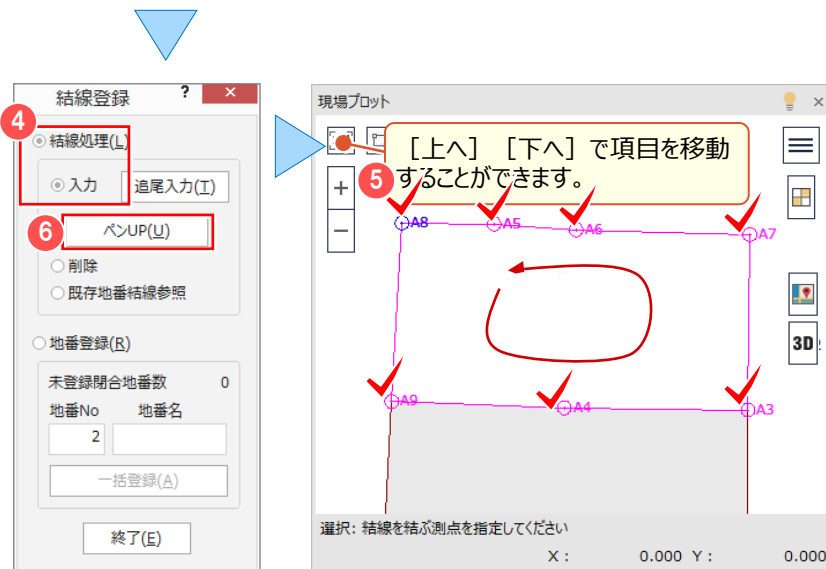 結線登録 ? ×
4
結線処理(L)
入力 追尾入力(T)
6 ペンUP(U)
削除
既存地番結線参照
地番登録(R)
未登録閉合地番数 0
地番No 地番名
2
一括登録(A)
終了(E)
現場プロット ×
[上へ] [下へ] で項目を移動
5 することができます。
+
−
A8 A5 A6 A7
3D
A9 A4 A3
選択: 結線を結ぶ測点を指定してください
X : 0.000 Y : 0.000